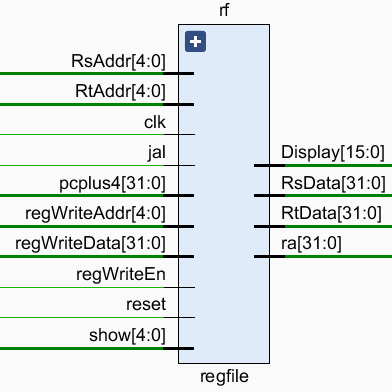 rf
RsAddr[4:0]
RtAddr[4:0]
clk
jal
pcplus4[31:0]
regWriteAddr[4:0]
regWriteData[31:0]
regWriteEn
reset
show[4:0]
Display[15:0]
RsData[31:0]
RtData[31:0]
ra[31:0]
regfile